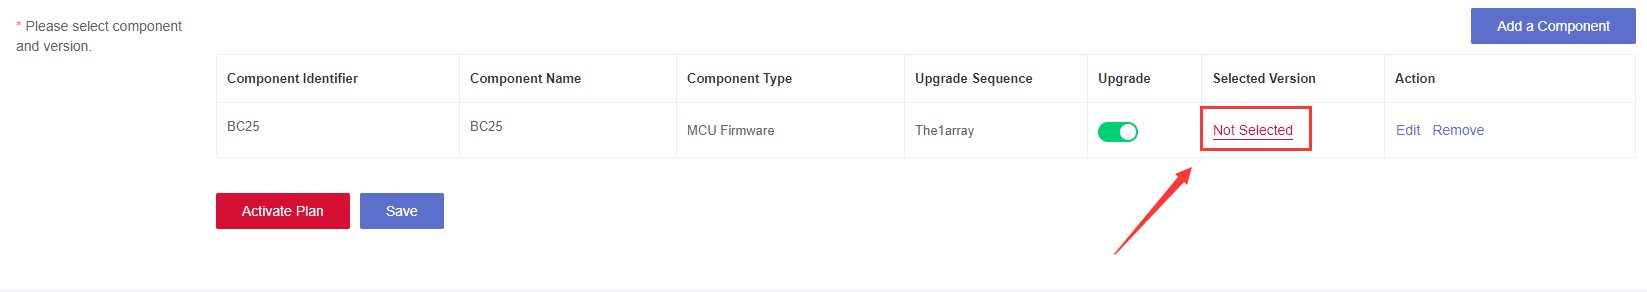 * Please select component
and version.
Add a Component
Component Identifier Component Name Component Type Upgrade Sequence Upgrade Selected Version Action
BC25 BC25 MCU Firmware The1array Not Selected Edit Remove
Activate Plan Save